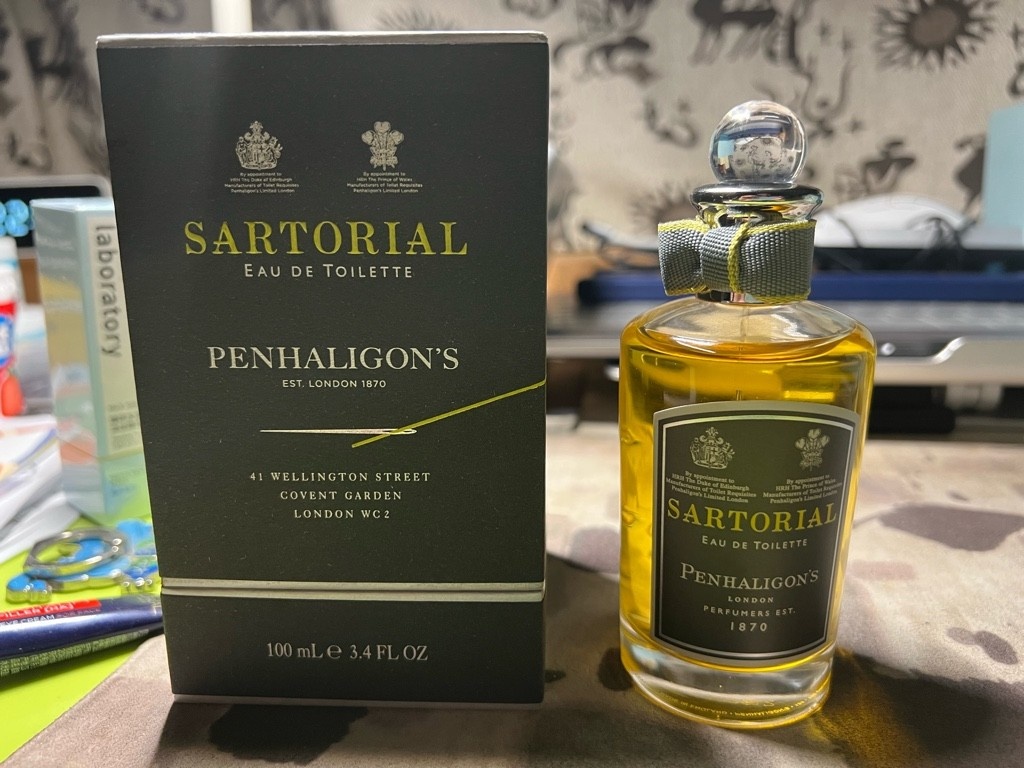 By appointment to
HRH The Duke of Edinburgh
Manufacturers of Toilet Requisites
Penhaligon's Limited London
By appointment to
HRH The Prince of Wales
Manufacturers of Toilet Requisites
Penhaligon's Limited London
SARTORIAL
EAU DE TOILETTE
PENHALIGON'S
EST. LONDON 1870
41 WELLINGTON STREET
COVENT GARDEN
LONDON WC2
100 mL ℮ 3.4 FL OZ
By appointment to
HRH The Duke of Edinburgh
Manufacturers of Toilet Requisites
Penhaligon's Limited London
By appointment to
HRH The Prince of Wales
Manufacturers of Toilet Requisites
Penhaligon's Limited London
SARTORIAL
EAU DE TOILETTE
PENHALIGON'S
LONDON
PERFUMERS EST.
1870
laboratory